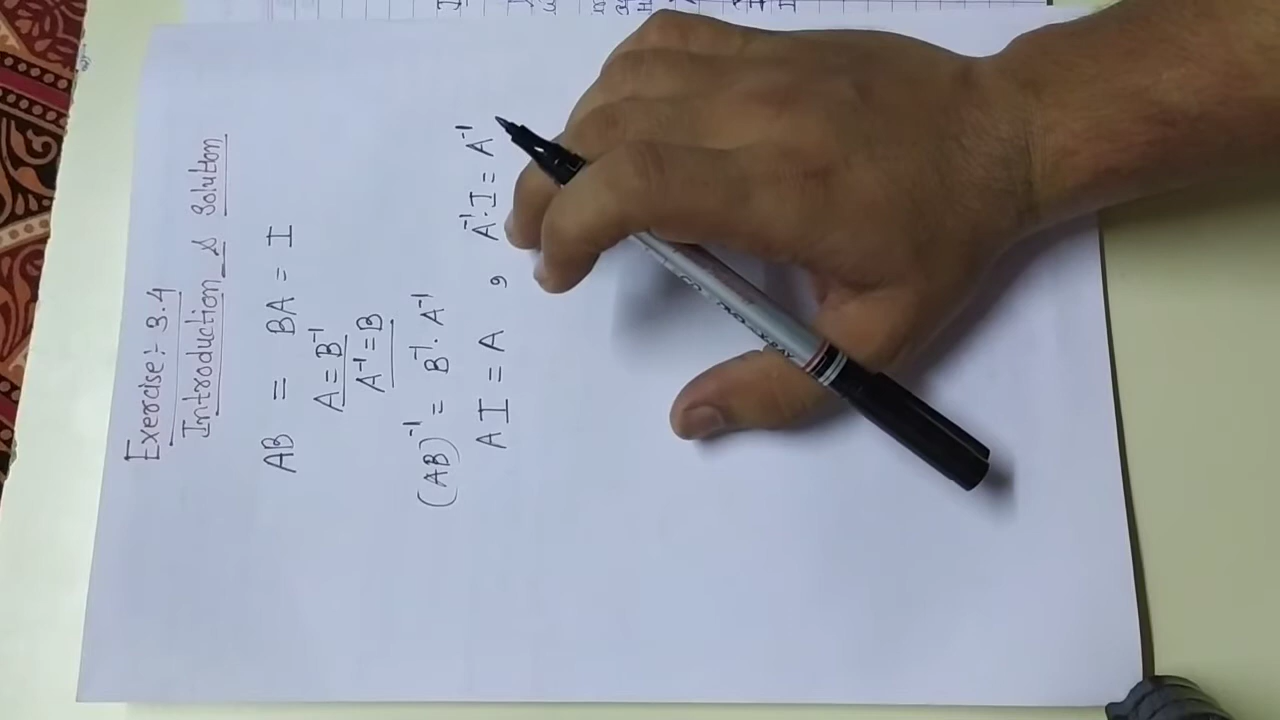 Exercise:- 3.4
Introduction & Solution
AB = BA = I
A = B⁻¹
A⁻¹ = B
(AB)⁻¹ = B⁻¹. A⁻¹
AI = A , A⁻¹. I = A⁻¹